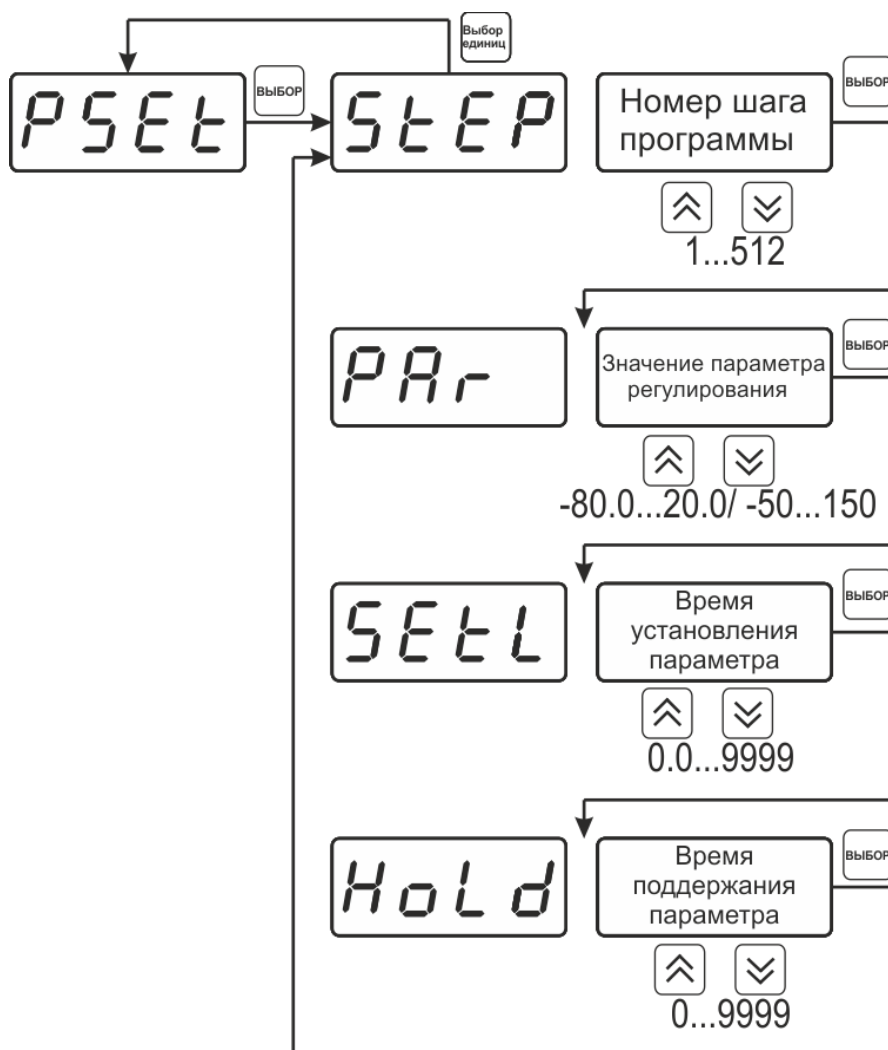 Выбор
единиц
PSEt
ВЫБОР
StEP
Номер шага
программы
ВЫБОР
1...512
PAr
Значение параметра
регулирования
ВЫБОР
-80.0...20.0/ -50...150
SEtL
Время
установления
параметра
ВЫБОР
0.0...9999
HoLd
Время
поддержания
параметра
ВЫБОР
0...9999